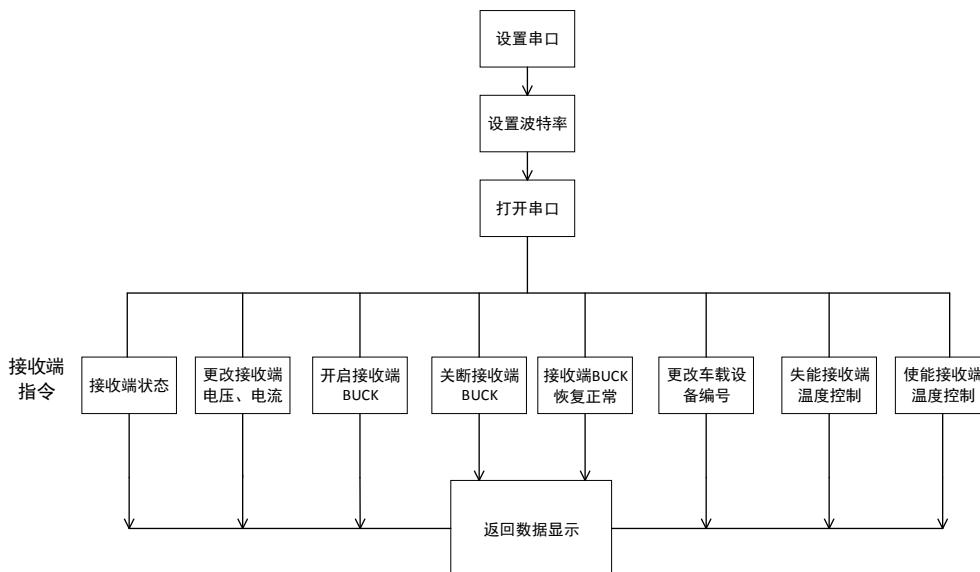 设置串口
设置波特率
打开串口
接收端
指令
接收端状态
更改接收端
电压、电流
开启接收端
BUCK
关断接收端
BUCK
接收端BUCK
恢复正常
更改车载设
备编号
失能接收端
温度控制
使能接收端
温度控制
返回数据显示